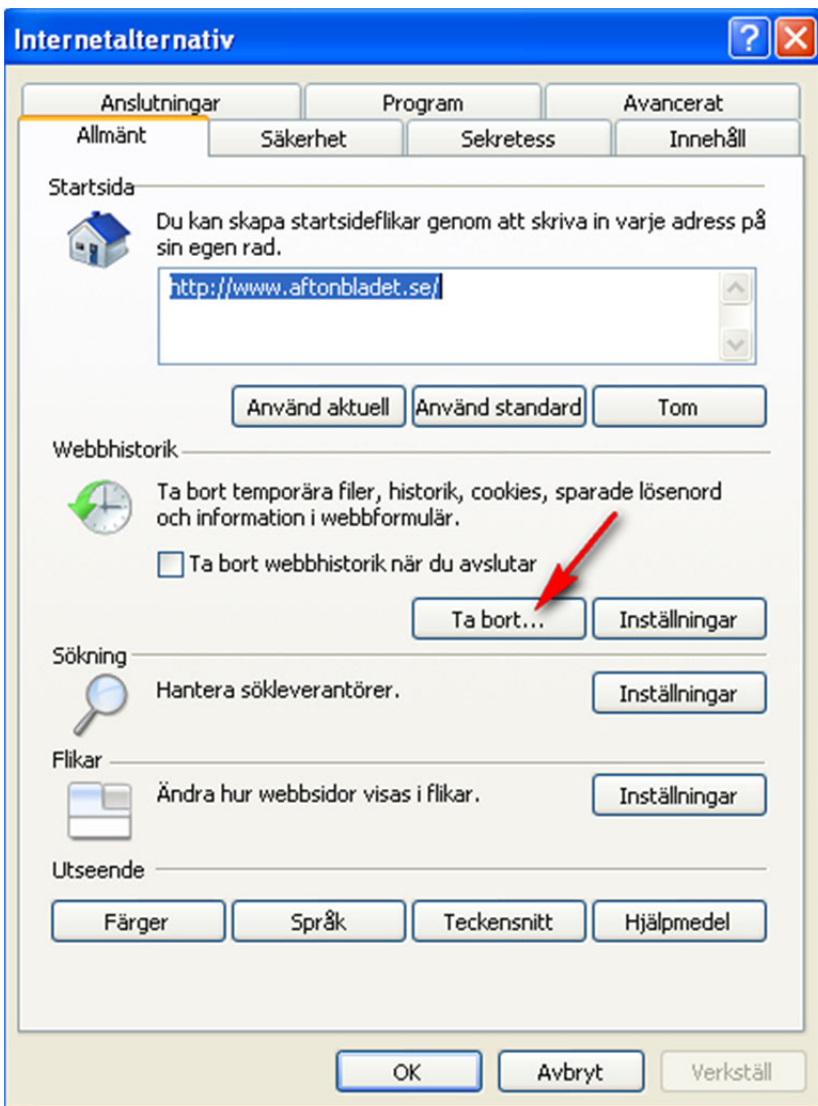 Internetalternativ
Anslutningar Program Avancerat
Allmänt Säkerhet Sekretess Innehåll
Startsida
Du kan skapa startsideflikar genom att skriva in varje adress på
sin egen rad.
http://www.aftonbladet.se/
Använd aktuell Använd standard Tom
Webbhistorik
Ta bort temporära filer, historik, cookies, sparade lösenord
och information i webbformulär.
Ta bort webbhistorik när du avslutar
Ta bort... Inställningar
Sökning
Hantera sökleverantörer. Inställningar
Flikar
Ändra hur webbsidor visas i flikar. Inställningar
Utseende
Färger Språk Teckensnitt Hjälpmedel
OK Avbryt Verkställ